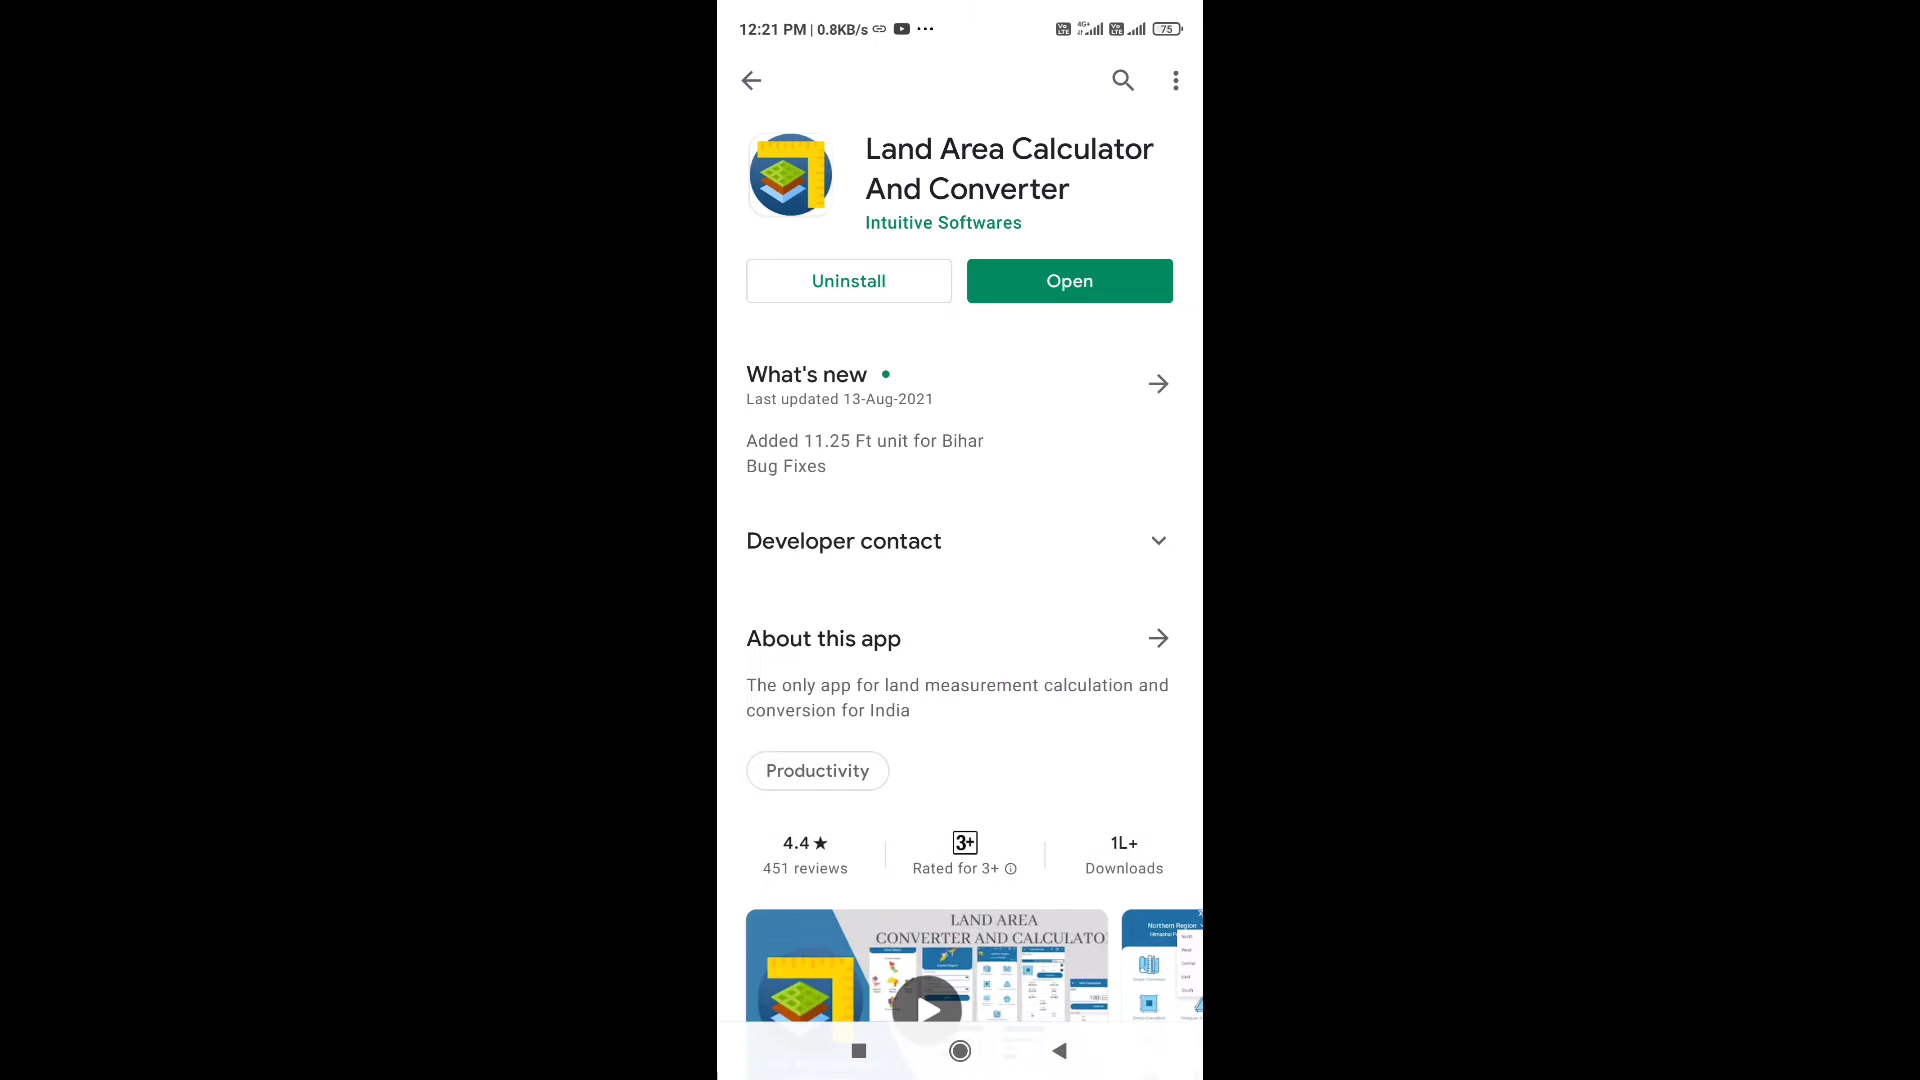 12:21 PM | 0.8KB/s
75
Land Area Calculator
And Converter
Intuitive Softwares
Uninstall
Open
What's new
Last updated 13-Aug-2021
Added 11.25 Ft unit for Bihar
Bug Fixes
Developer contact
About this app
The only app for land measurement calculation and
conversion for India
Productivity
4.4★
451 reviews
3+
Rated for 3+
1L+
Downloads
LAND AREA
CONVERTER AND CALCULATO
Northern Region